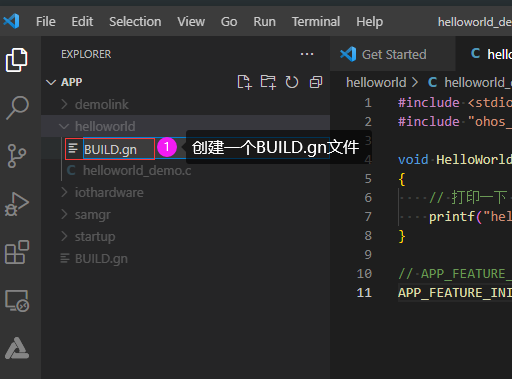 File Edit Selection View Go Run Terminal Help helloworld_demo.c
EXPLORER
Get Started
APP
helloworld > C helloworld_
demolink
helloworld
BUILD.gn
1 创建一个BUILD.gn文件
helloworld_demo.c
iothardware
samgr
startup
BUILD.gn
1 #include <stdio
2 #include "ohos_
3
4 void HelloWorld
5 {
6 // 打印一下
7 printf("hel
8 }
9
10 // APP_FEATURE_
11 APP_FEATURE_INI